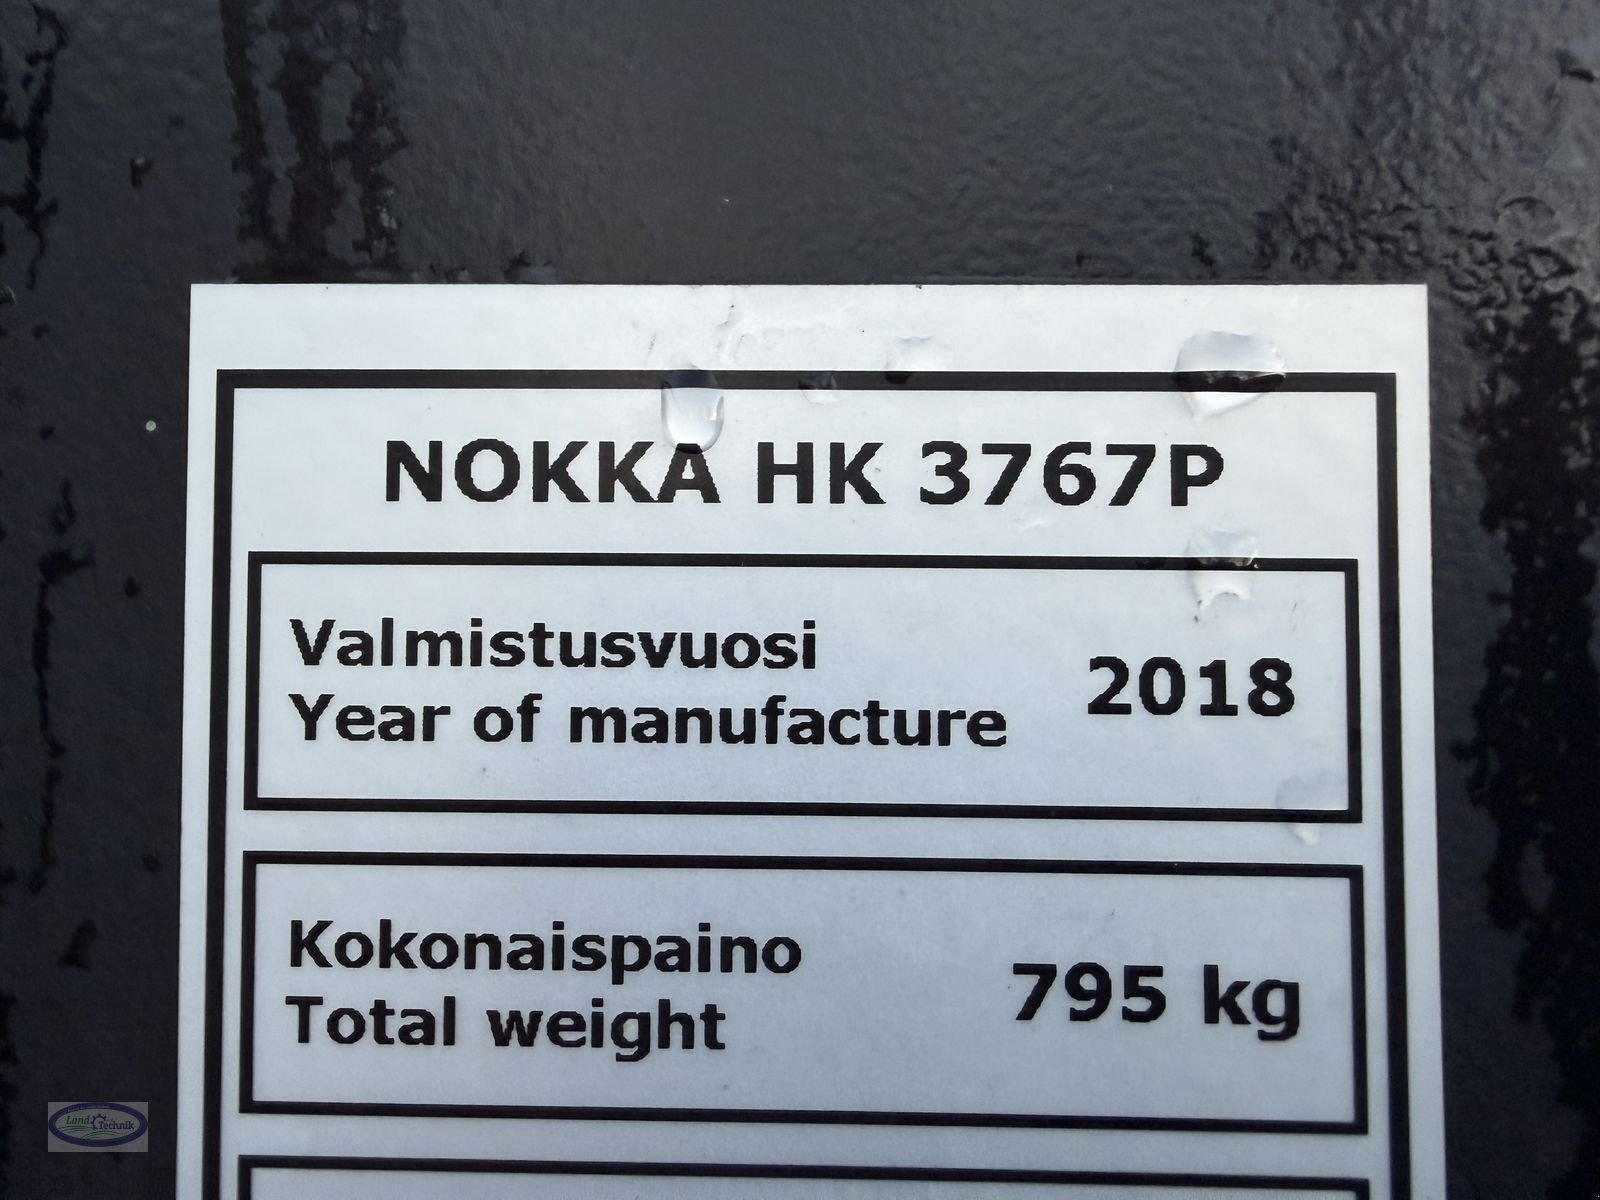 NOKKA HK 3767P
Valmistusvuosi
Year of manufacture
2018
Kokonaispaino
Total weight
795 kg
Land Technik